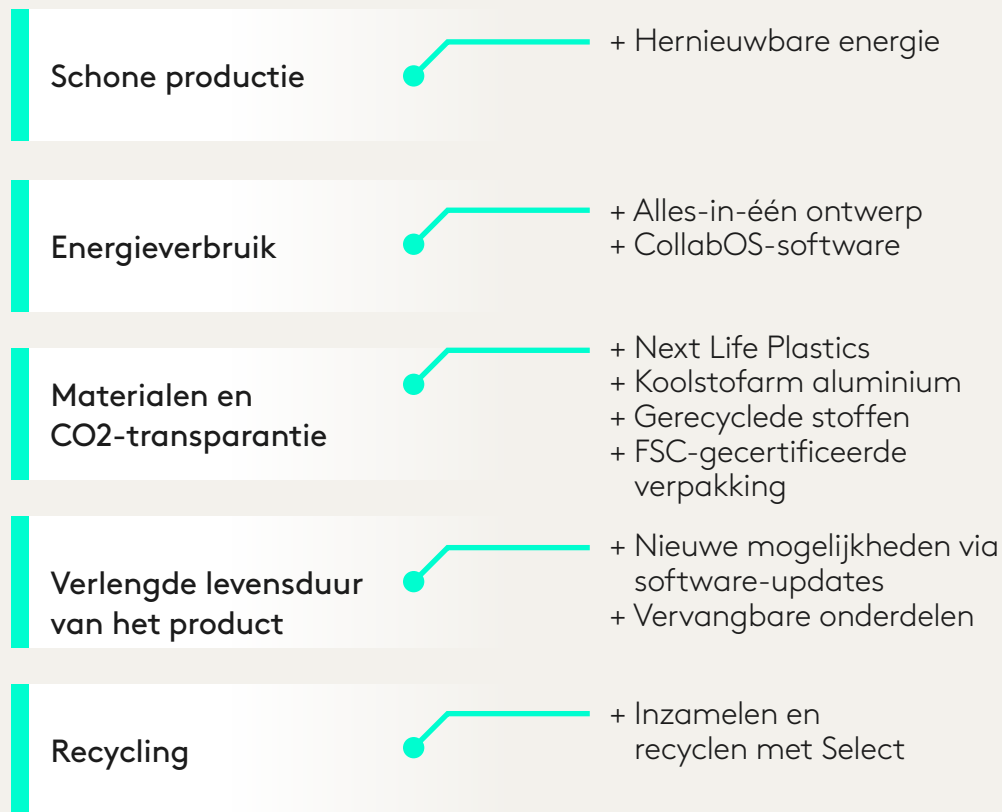 Schone productie
+ Hernieuwbare energie
Energieverbruik
+ Alles-in-één ontwerp
+ CollabOS-software
Materialen en
CO2-transparantie
+ Next Life Plastics
+ Koolstofarm aluminium
+ Gerecyclede stoffen
+ FSC-gecertificeerde
verpakking
Verlengde levensduur
van het product
+ Nieuwe mogelijkheden via
software-updates
+ Vervangbare onderdelen
Recycling
+ Inzamelen en
recyclen met Select